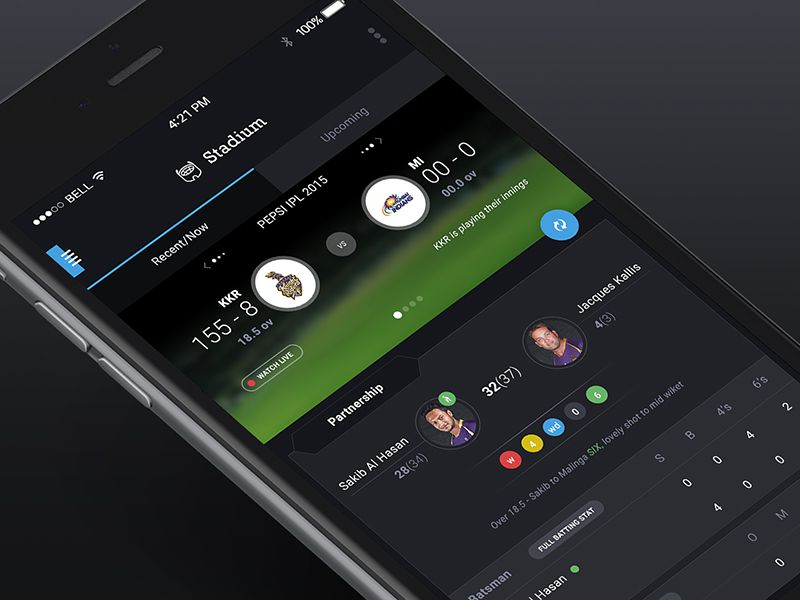 BELL
4:21 PM
100%
Stadium
Recent/Now
Upcoming
PEPSI IPL 2015
KKR
155 - 8
18.5 ov
vs
MI
00 - 0
00.0 ov
KKR is playing their innings
WATCH LIVE
Partnership
Sakib Al Hasan
28(34)
32(37)
Jacques Kallis
4(3)
w 4 wd 0 6
Over 18.5 - Sakib to Malinga SIX, lovely shot to mid wiket
FULL BATTING STAT
Batsman
S B 4's 6's
0 0 4 2
4 0 0 0
l Hasan
O M
0